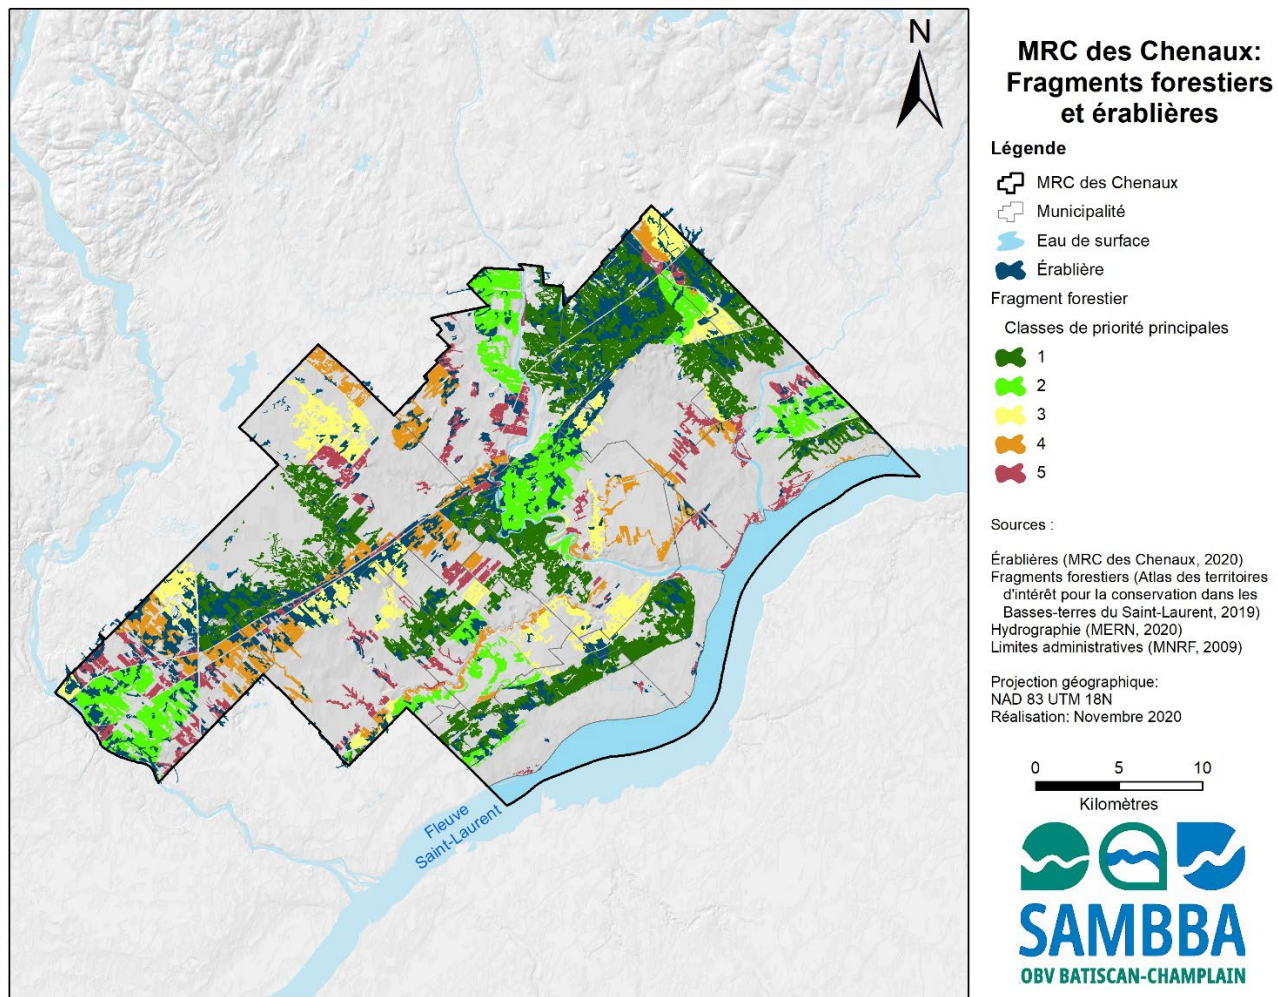 N
MRC des Chenaux:
Fragments forestiers
et érablières
Légende
MRC des Chenaux
Municipalité
Eau de surface
Érablière
Fragment forestier
Classes de priorité principales
1
2
3
4
5
Sources :
Érablières (MRC des Chenaux, 2020)
Fragments forestiers (Atlas des territoires
d'intérêt pour la conservation dans les
Basses-terres du Saint-Laurent, 2019)
Hydrographie (MERN, 2020)
Limites administratives (MNRF, 2009)
Projection géographique:
NAD 83 UTM 18N
Réalisation: Novembre 2020
0 5 10
Kilomètres
Fleuve
Saint-Laurent
SAMBBA
OBV BATISCAN-CHAMPLAIN